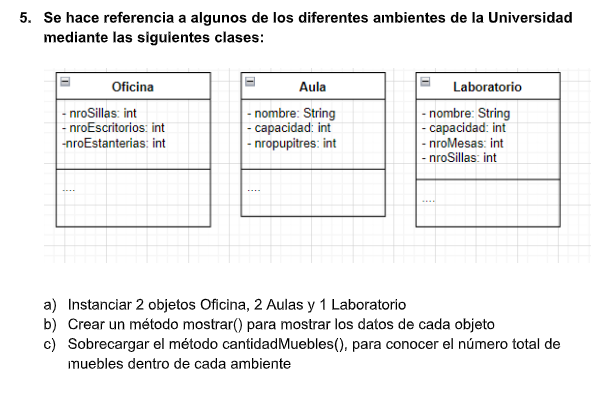 5. Se hace referencia a algunos de los diferentes ambientes de la Universidad
mediante las siguientes clases:
Oficina
- nroSillas: int
- nroEscritorios: int
-nroEstanterias: int
....
Aula
- nombre: String
- capacidad: int
- nropupitres: int
....
Laboratorio
- nombre: String
- capacidad: int
- nroMesas: int
- nroSillas: int
....
a) Instanciar 2 objetos Oficina, 2 Aulas y 1 Laboratorio
b) Crear un método mostrar() para mostrar los datos de cada objeto
c) Sobrecargar el método cantidadMuebles(), para conocer el número total de
muebles dentro de cada ambiente